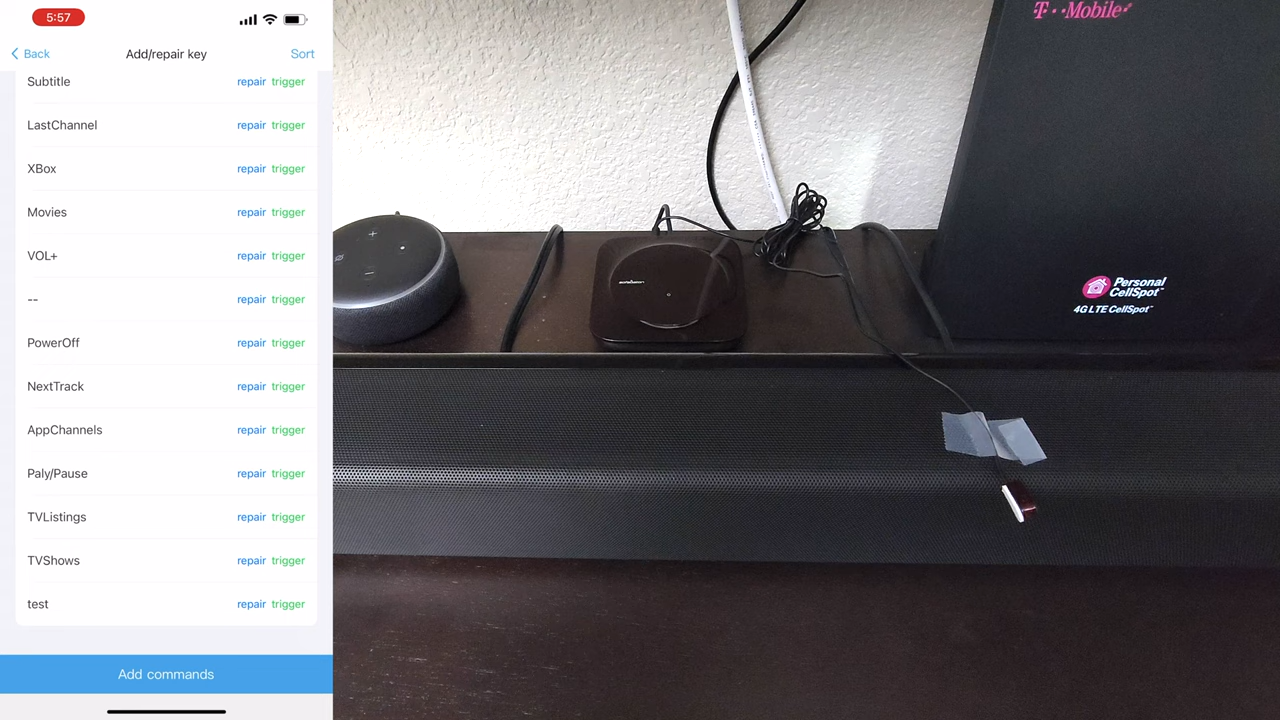 5:57
Back Add/repair key Sort
Subtitle repair trigger
LastChannel repair trigger
XBox repair trigger
Movies repair trigger
VOL+ repair trigger
-- repair trigger
PowerOff repair trigger
NextTrack repair trigger
AppChannels repair trigger
Paly/Pause repair trigger
TVListings repair trigger
TVShows repair trigger
test repair trigger
Add commands
T··Mobile·
Personal
CellSpot™
4G LTE CellSpot™